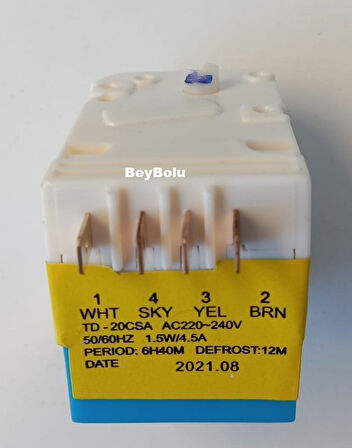 BeyBolu
1 4 3 2
WHT SKY YEL BRN
TD-20CSA AC220~240V
50/60HZ 1.5W/4.5A
PERIOD: 6H40M DEFROST:12M
DATE 2021.08